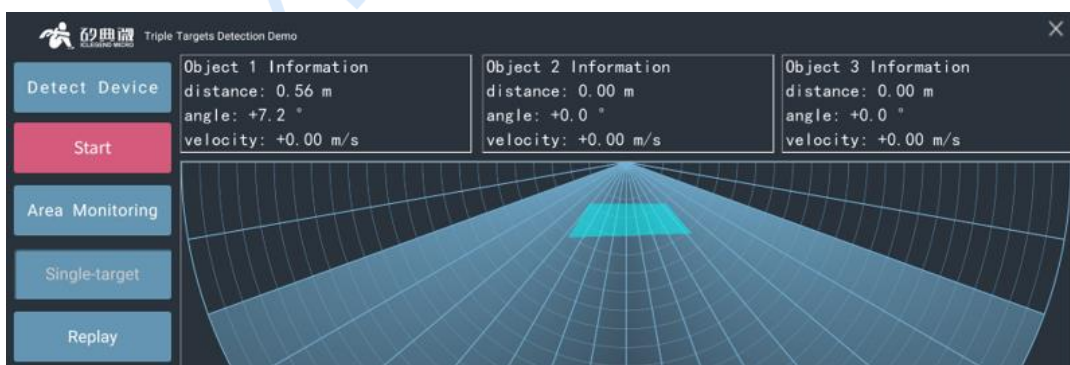 矽典微 Triple Targets Detection Demo
ICLEGEND MICRO
Detect Device
Start
Area Monitoring
Single-target
Replay
Object 1 Information
distance: 0.56 m
angle: +7.2 °
velocity: +0.00 m/s
Object 2 Information
distance: 0.00 m
angle: +0.0 °
velocity: +0.00 m/s
Object 3 Information
distance: 0.00 m
angle: +0.0 °
velocity: +0.00 m/s